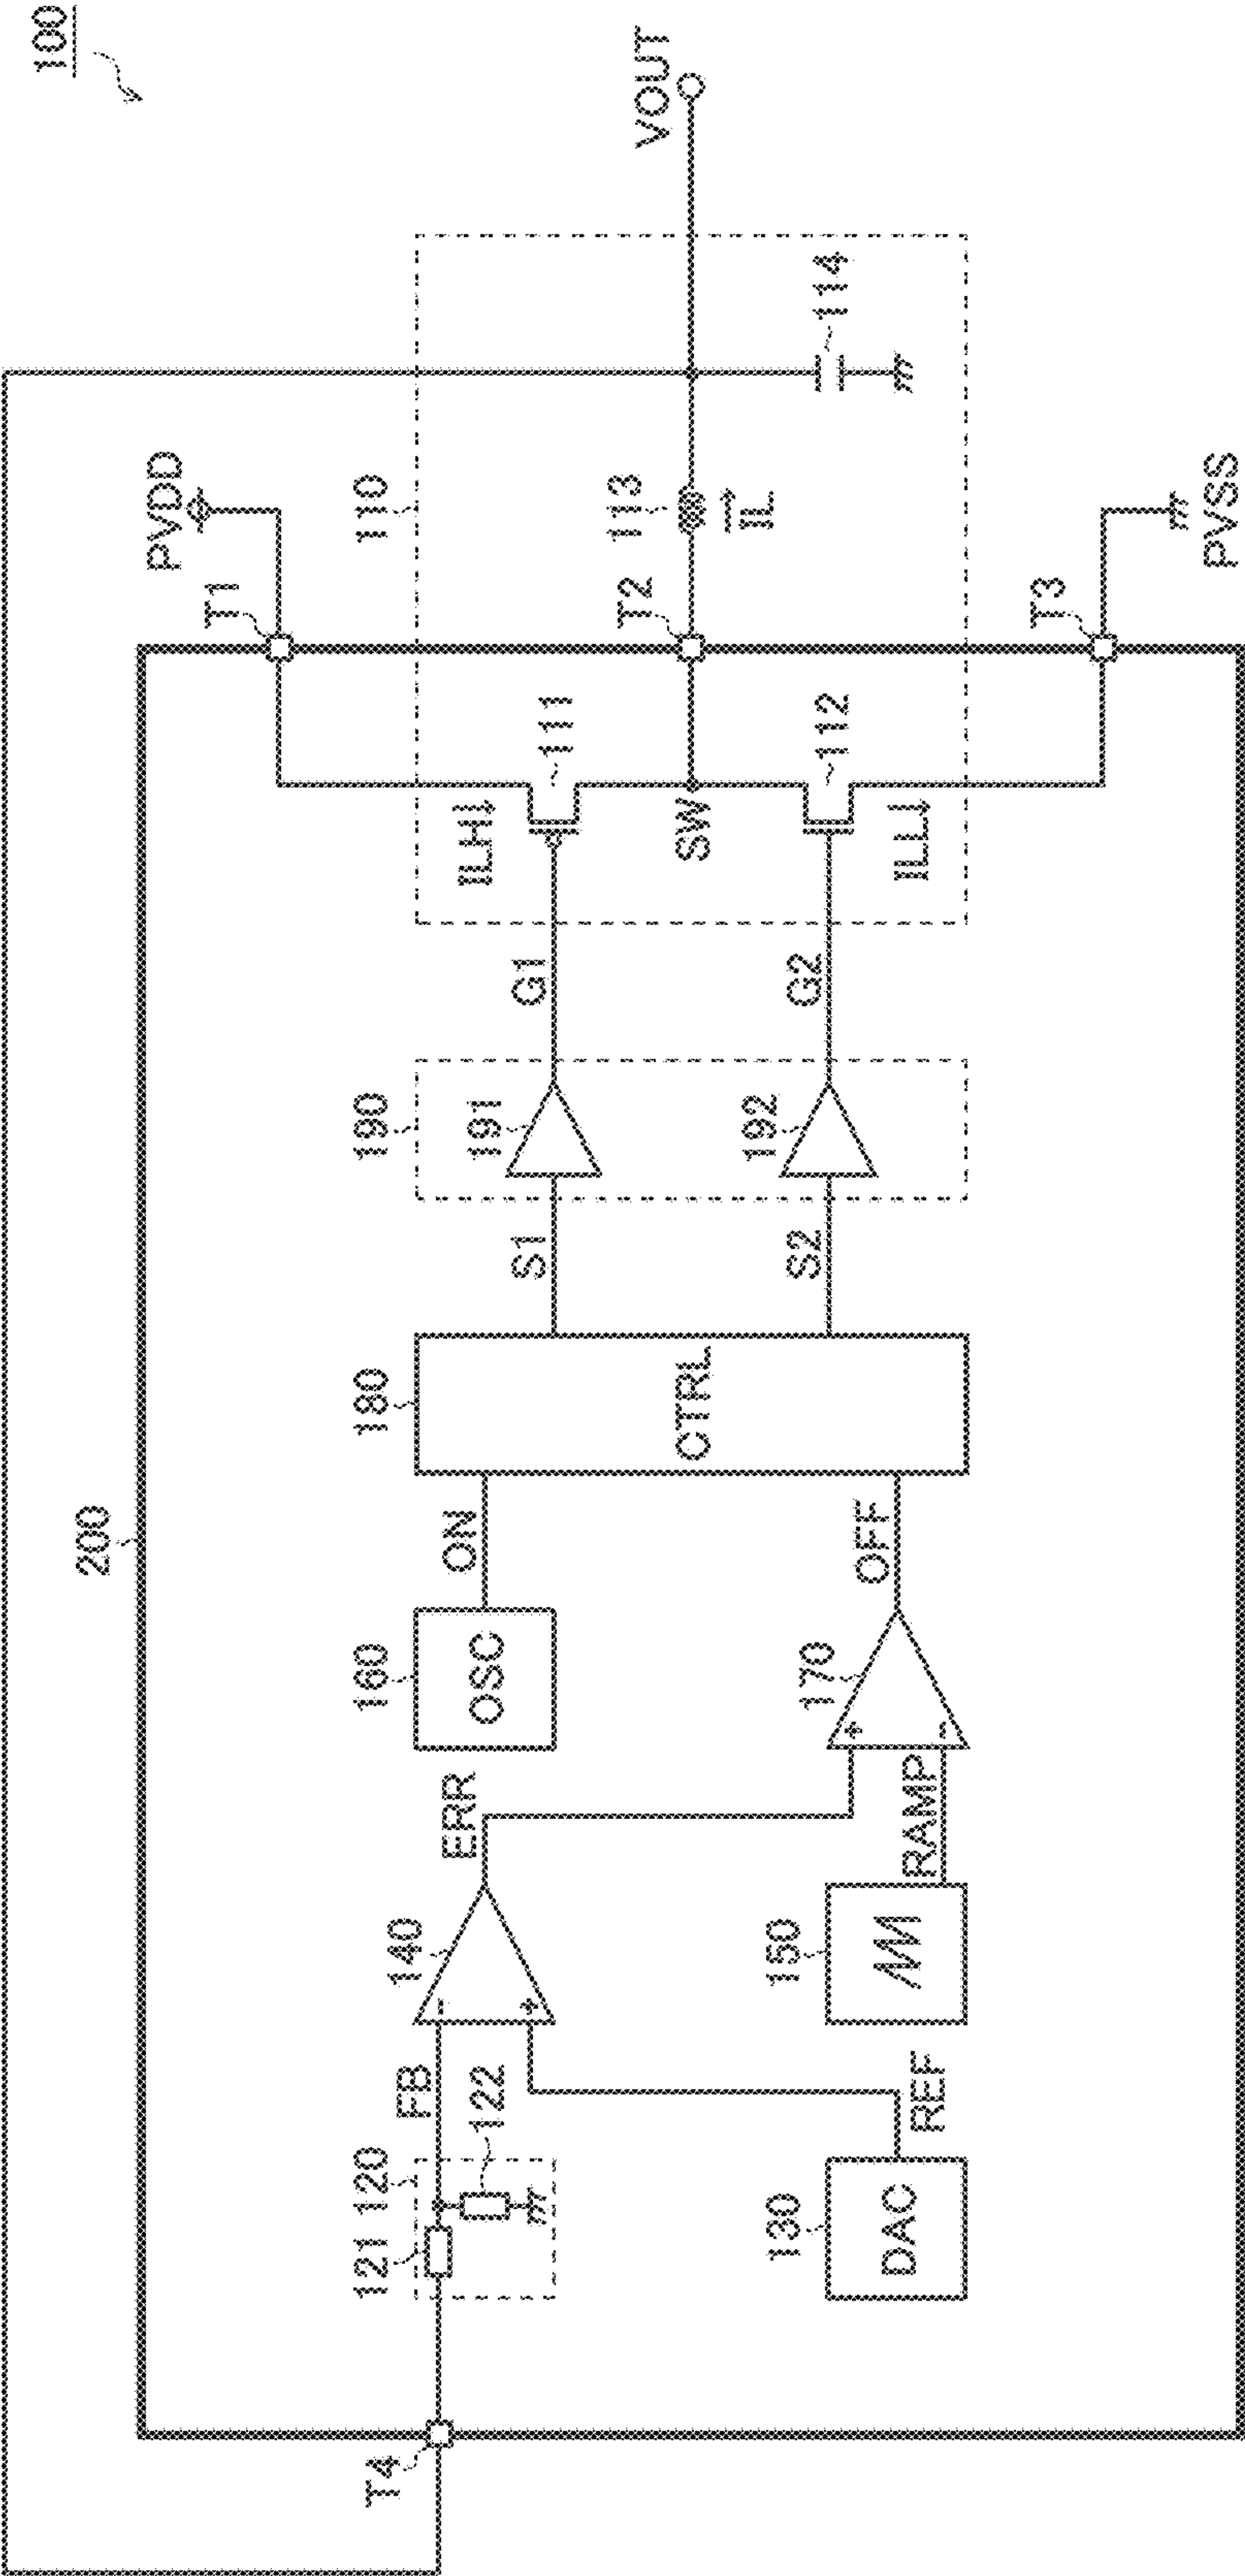 100
VOUT
PVDD
T1
110
113
IL
114
T2
T3
PVSS
ILH
111
SW
112
ILL
G1
G2
190
191
192
S1
S2
180
CTRL
200
ON
OFF
160
OSC
170
+
-
ERR
RAMP
140
-
+
150
FB
REF
120
121
122
130
DAC
T4